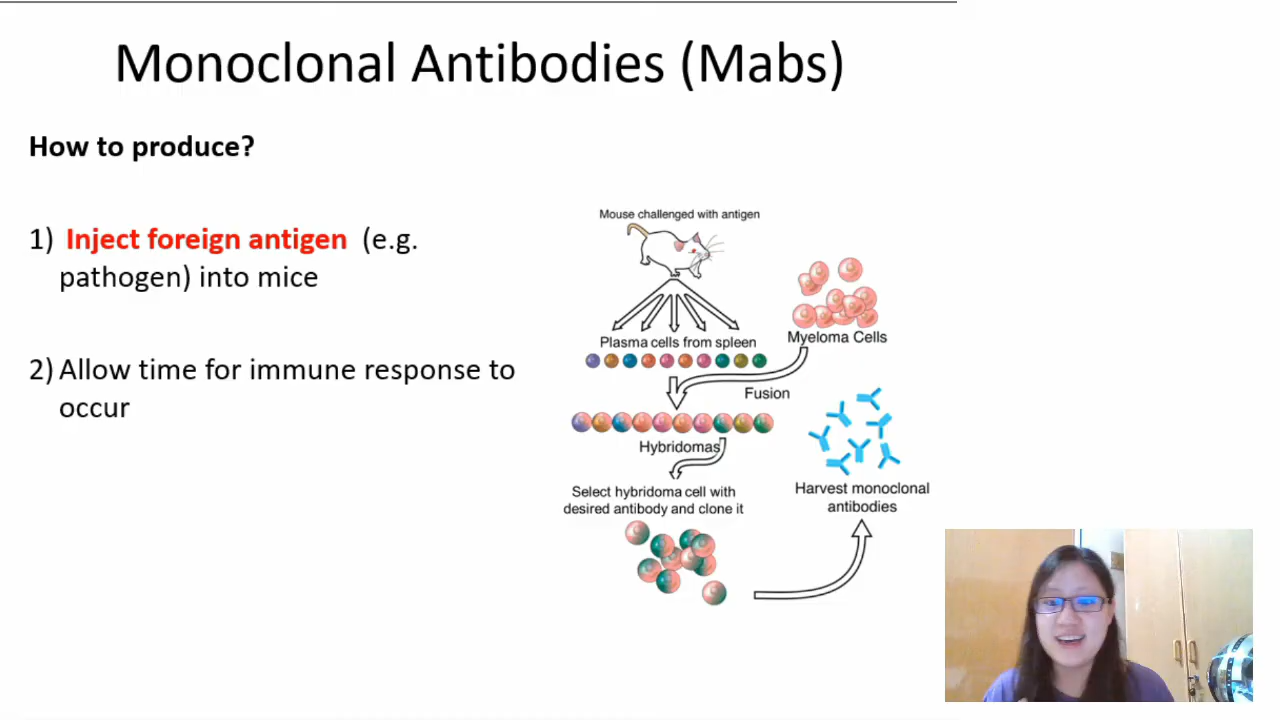 Monoclonal Antibodies (Mabs)
How to produce?
1) Inject foreign antigen (e.g.
pathogen) into mice
2) Allow time for immune response to
occur
Mouse challenged with antigen
Plasma cells from spleen
Myeloma Cells
Fusion
Hybridomas
Select hybridoma cell with
desired antibody and clone it
Harvest monoclonal
antibodies